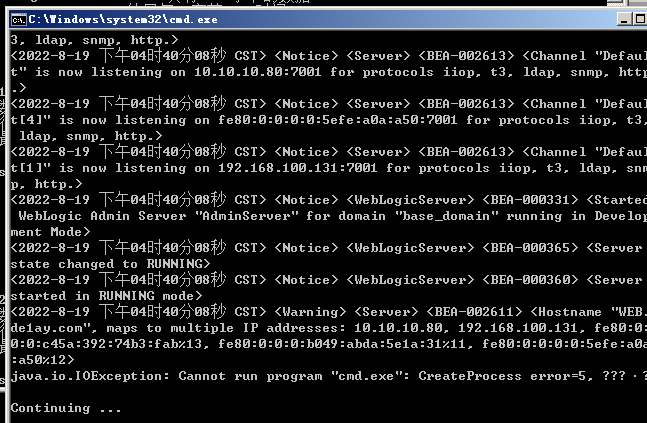 C:\Windows\system32\cmd.exe
3, ldap, snmp, http.>
<2022-8-19 下午04时40分08秒 CST> <Notice> <Server> <BEA-002613> <Channel "Defaul
t" is now listening on 10.10.10.80:7001 for protocols iiop, t3, ldap, snmp, http
.>
<2022-8-19 下午04时40分08秒 CST> <Notice> <Server> <BEA-002613> <Channel "Defaul
t[4]" is now listening on fe80:0:0:0:0:5efe:a0a:a50:7001 for protocols iiop, t3,
 ldap, snmp, http.>
<2022-8-19 下午04时40分08秒 CST> <Notice> <Server> <BEA-002613> <Channel "Defaul
t[1]" is now listening on 192.168.100.131:7001 for protocols iiop, t3, ldap, snm
p, http.>
<2022-8-19 下午04时40分08秒 CST> <Notice> <WebLogicServer> <BEA-000331> <Started
 WebLogic Admin Server "AdminServer" for domain "base_domain" running in Develop
ment Mode>
<2022-8-19 下午04时40分08秒 CST> <Notice> <WebLogicServer> <BEA-000365> <Server
state changed to RUNNING>
<2022-8-19 下午04时40分08秒 CST> <Notice> <WebLogicServer> <BEA-000360> <Server
started in RUNNING mode>
<2022-8-19 下午04时40分08秒 CST> <Warning> <Server> <BEA-002611> <Hostname "WEB.
de1ay.com", maps to multiple IP addresses: 10.10.10.80, 192.168.100.131, fe80:0:
0:0:c45a:392:74b3:fab%13, fe80:0:0:0:b049:abda:5e1a:31%11, fe80:0:0:0:0:5efe:a0a
:a50%12>
java.io.IOException: Cannot run program "cmd.exe": CreateProcess error=5, ???·?
Continuing ...